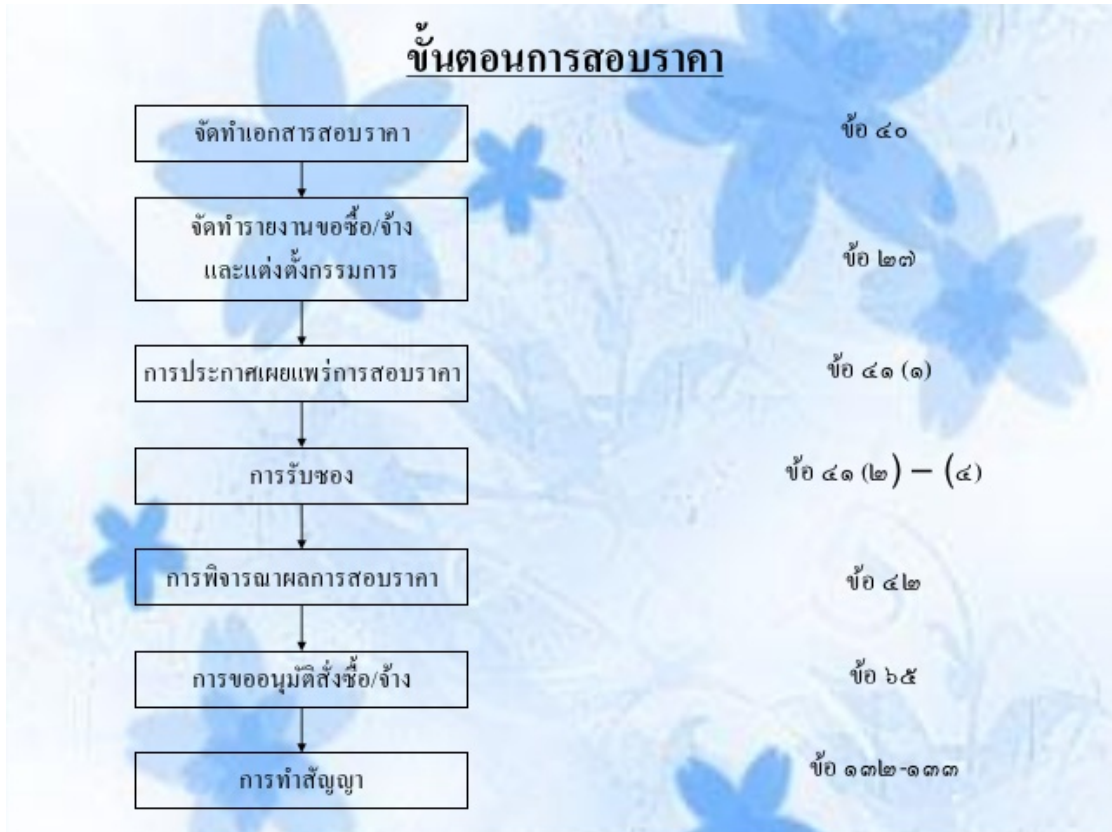 ขั้นตอนการสอบราคา
จัดทำเอกสารสอบราคา
ข้อ ๔๐
จัดทำรายงานขอซื้อ/จ้าง
และแต่งตั้งกรรมการ
ข้อ ๒๗
การประกาศเผยแพร่การสอบราคา
ข้อ ๔๑ (๑)
การรับซอง
ข้อ ๔๑ (๒) – (๔)
การพิจารณาผลการสอบราคา
ข้อ ๔๒
การขออนุมัติสั่งซื้อ/จ้าง
ข้อ ๖๕
การทำสัญญา
ข้อ ๑๓๒-๑๓๓